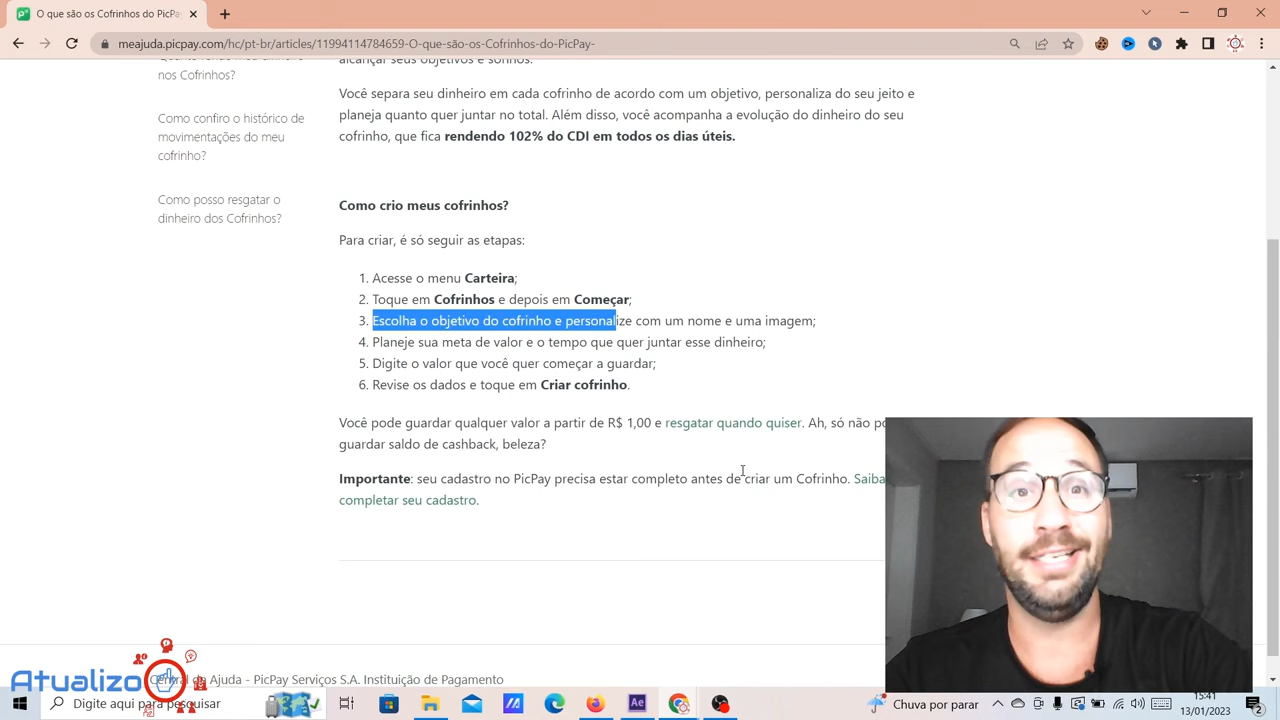 O que são os Cofrinhos do PicPa
meajuda.picpay.com/hc/pt-br/articles/11994114784659-O-que-são-os-Cofrinhos-do-PicPay-
nos Cofrinhos?
Como confiro o histórico de
movimentações do meu
cofrinho?
Como posso resgatar o
dinheiro dos Cofrinhos?
alcançar seus objetivos e sonhos.
Você separa seu dinheiro em cada cofrinho de acordo com um objetivo, personaliza do seu jeito e
planeja quanto quer juntar no total. Além disso, você acompanha a evolução do dinheiro do seu
cofrinho, que fica rendendo 102% do CDI em todos os dias úteis.
Como crio meus cofrinhos?
Para criar, é só seguir as etapas:
1. Acesse o menu Carteira;
2. Toque em Cofrinhos e depois em Começar;
3. Escolha o objetivo do cofrinho e personalize com um nome e uma imagem;
4. Planeje sua meta de valor e o tempo que quer juntar esse dinheiro;
5. Digite o valor que você quer começar a guardar;
6. Revise os dados e toque em Criar cofrinho.
Você pode guardar qualquer valor a partir de R$ 1,00 e resgatar quando quiser. Ah, só não po
guardar saldo de cashback, beleza?
Importante: seu cadastro no PicPay precisa estar completo antes de criar um Cofrinho. Saiba
completar seu cadastro.
Atualizo
Central de Ajuda - PicPay Serviços S.A. Instituição de Pagamento
Digite aqui para pesquisar
Ae
Chuva por parar
15:41
13/01/2023
2